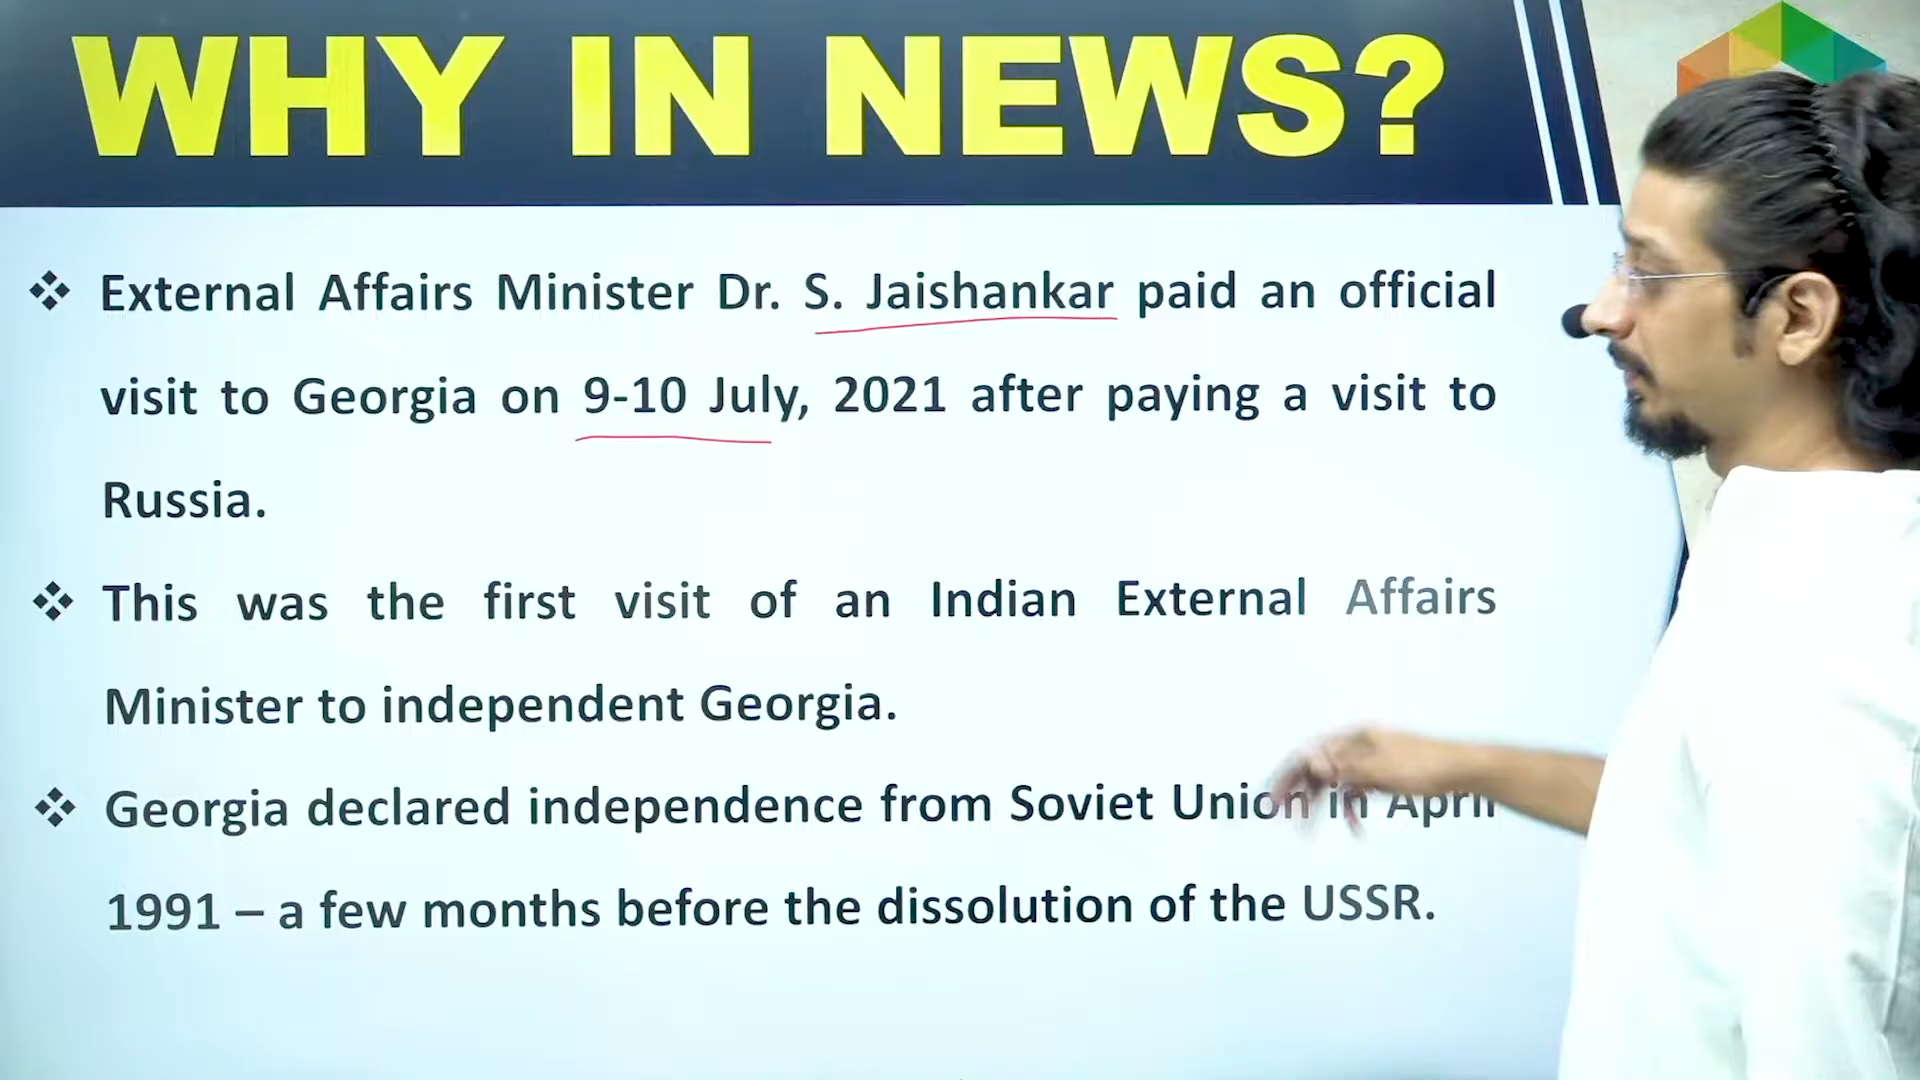 WHY IN NEWS?
❖ External Affairs Minister Dr. S. Jaishankar paid an official
visit to Georgia on 9-10 July, 2021 after paying a visit to
Russia.
❖ This was the first visit of an Indian External Affairs
Minister to independent Georgia.
❖ Georgia declared independence from Soviet Union in April
1991 – a few months before the dissolution of the USSR.